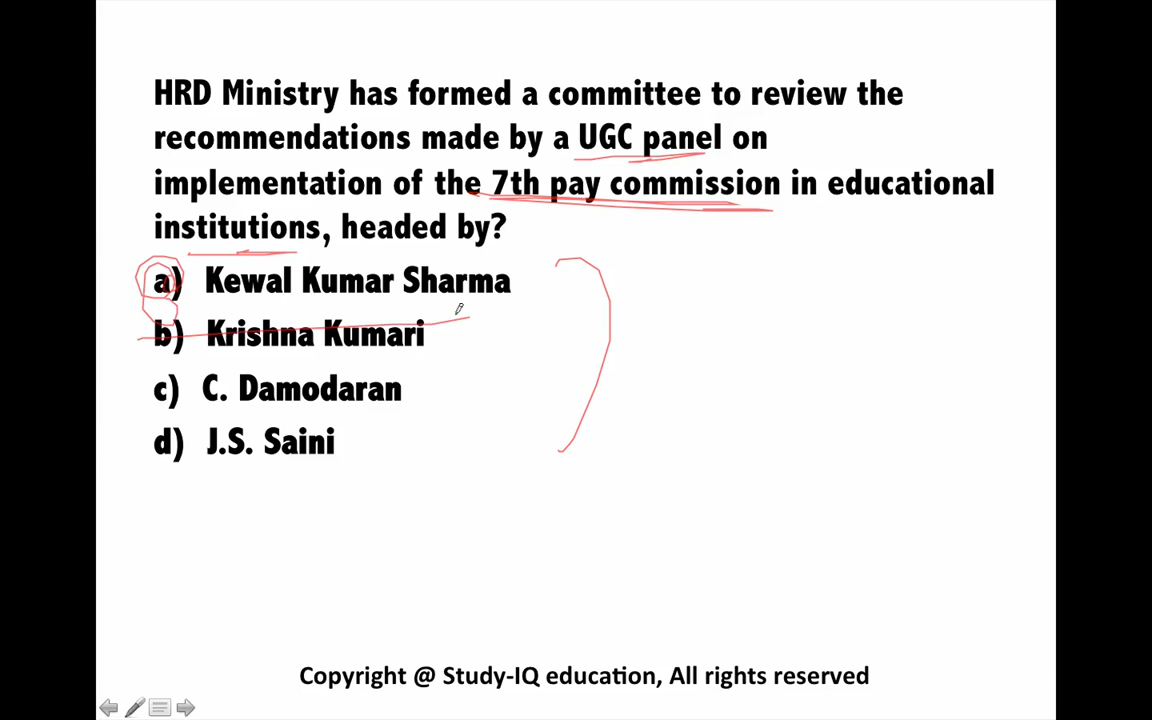 HRD Ministry has formed a committee to review the
recommendations made by a UGC panel on
implementation of the 7th pay commission in educational
institutions, headed by?
a) Kewal Kumar Sharma
b) Krishna Kumari
c) C. Damodaran
d) J.S. Saini
Copyright @ Study-IQ education, All rights reserved